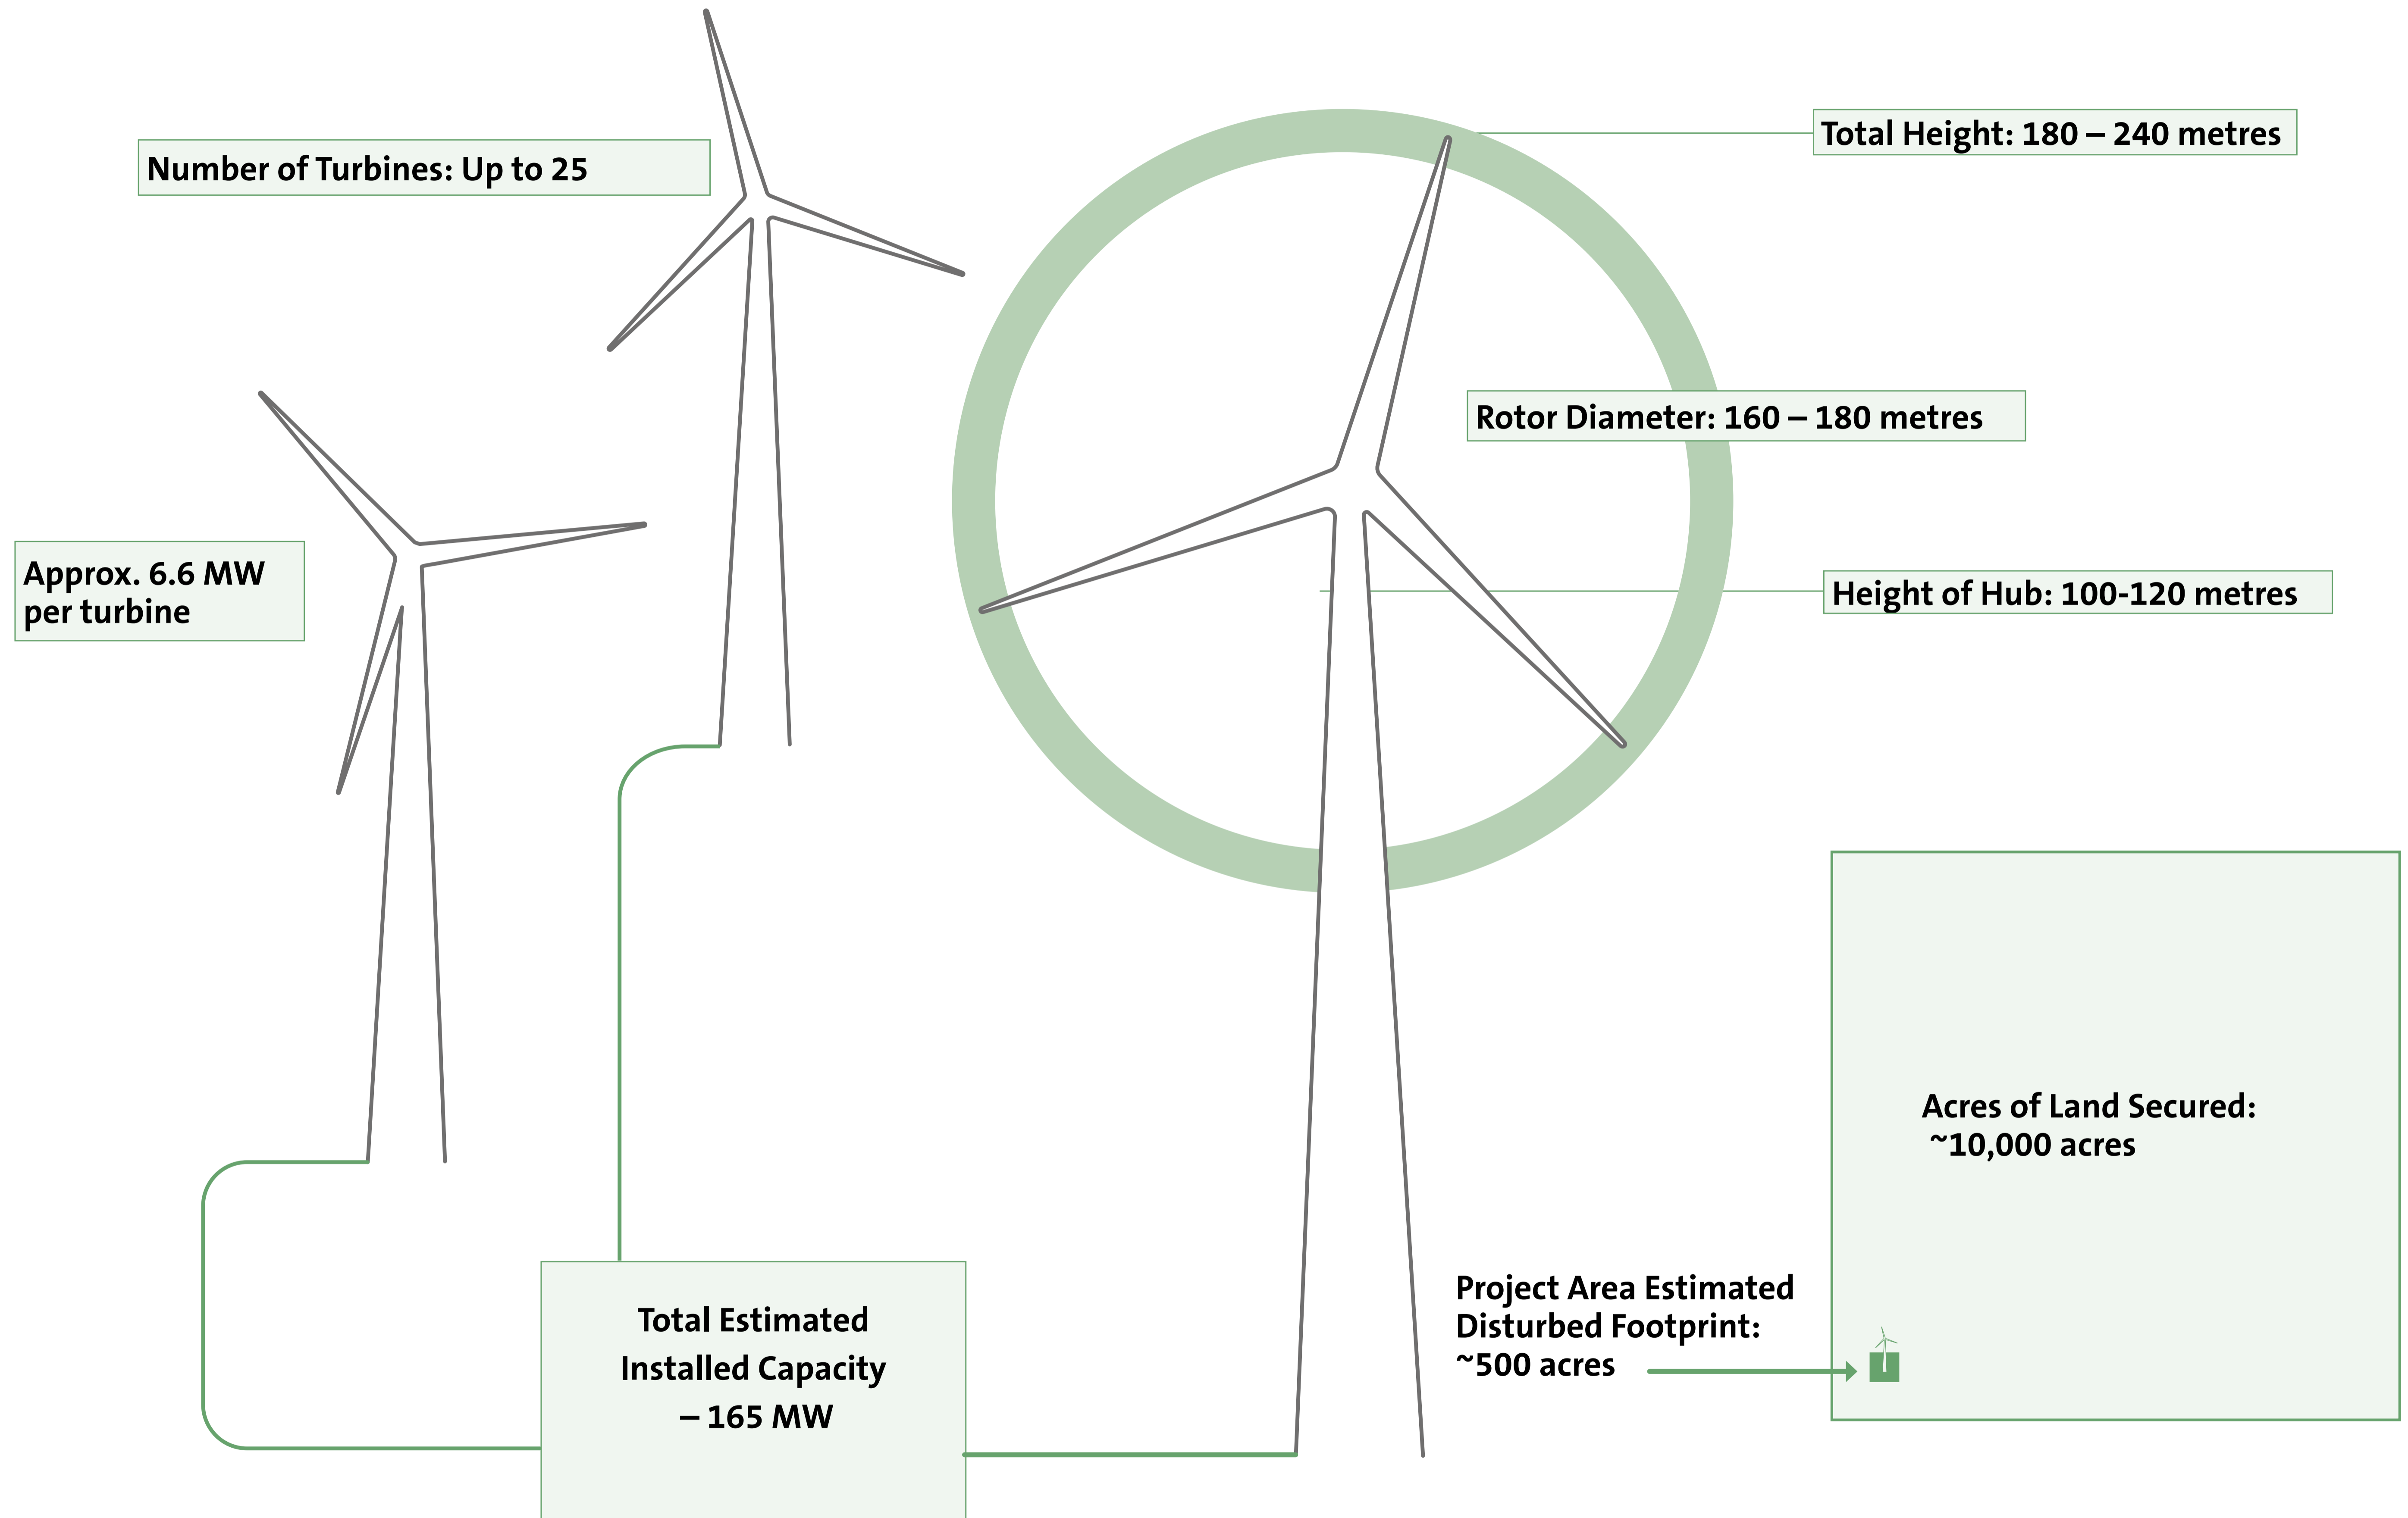 Number of Turbines: Up to 25
Total Height: 180 – 240 metres
Rotor Diameter: 160 – 180 metres
Approx. 6.6 MW
per turbine
Height of Hub: 100-120 metres
Acres of Land Secured:
~10,000 acres
Project Area Estimated
Disturbed Footprint:
~500 acres
Total Estimated
Installed Capacity
– 165 MW